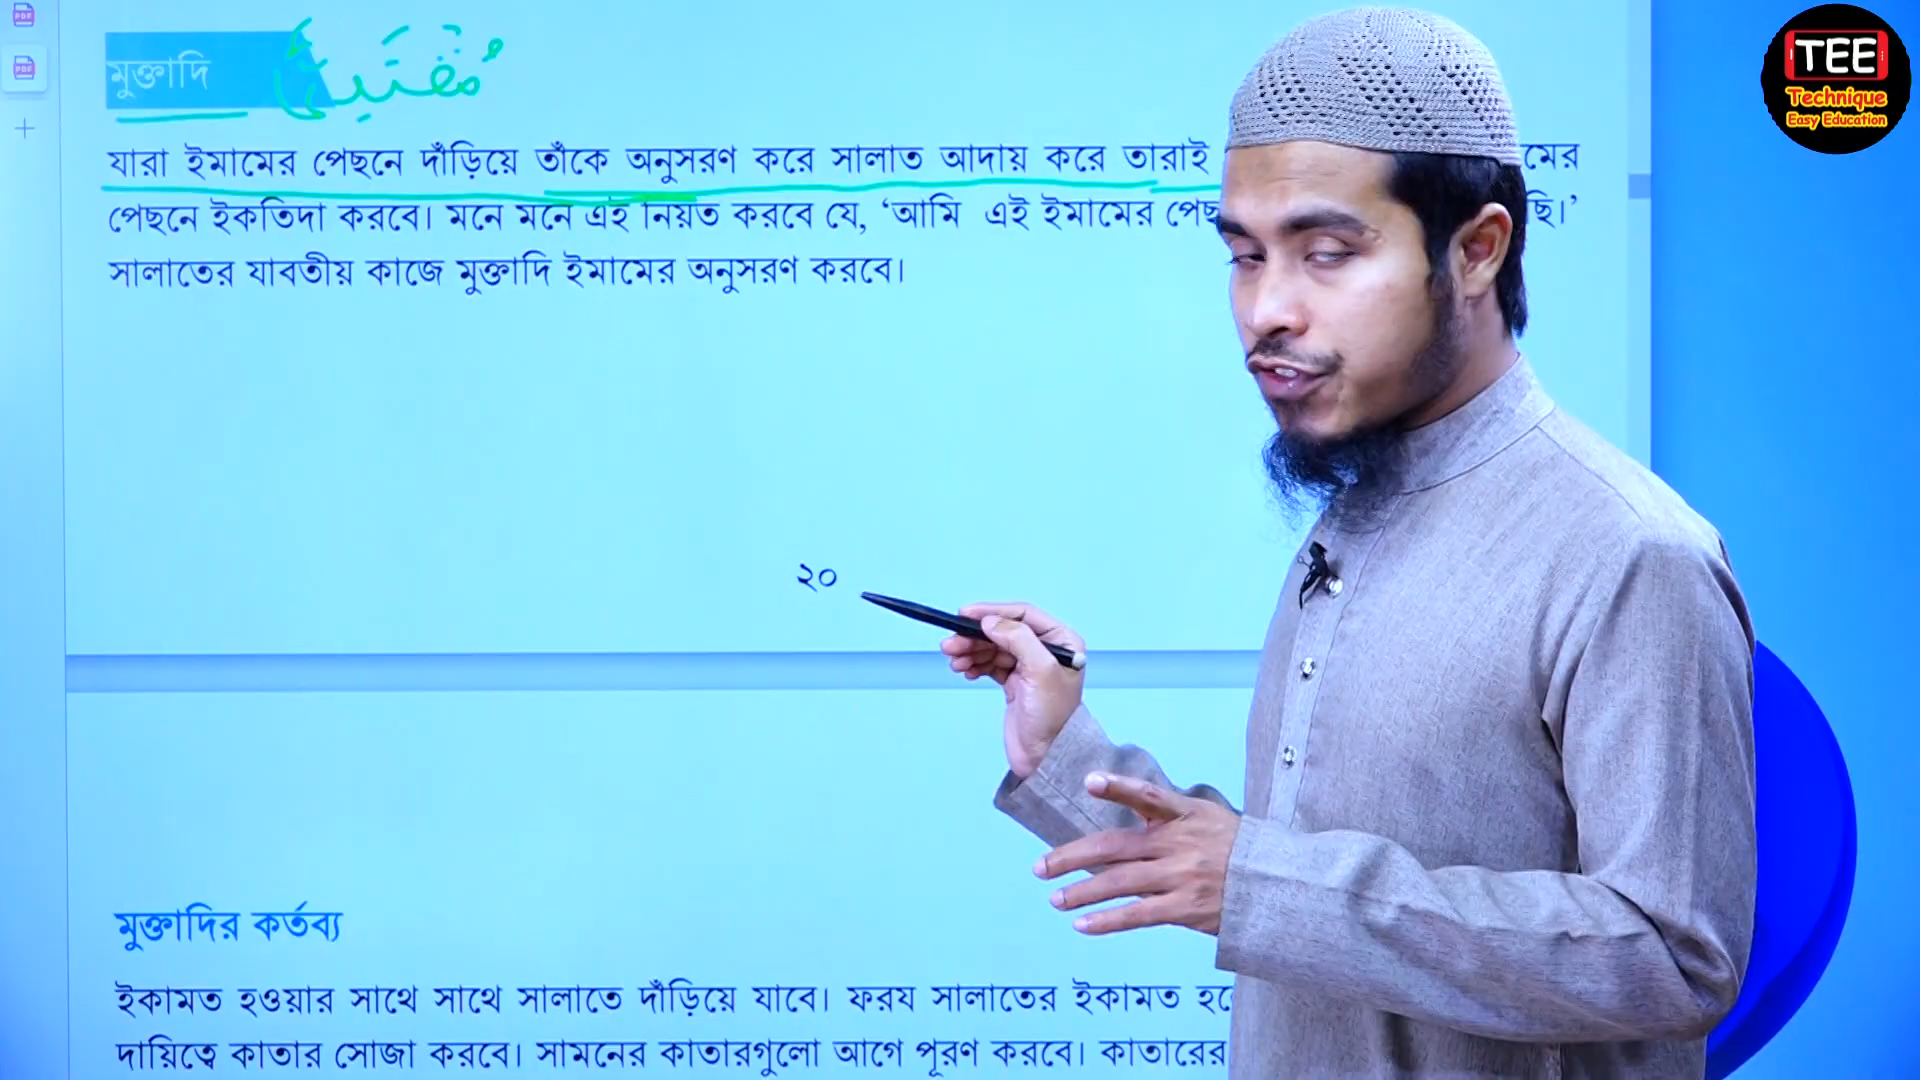 PDF
TEE
Technique
Easy Education
PDF
মুক্তাদি مُقْتَدِي
যারা ইমামের পেছনে দাঁড়িয়ে তাঁকে অনুসরণ করে সালাত আদায় করে তারাই মের
পেছনে ইকতিদা করবে। মনে মনে এই নিয়ত করবে যে, ‘আমি এই ইমামের পেছ ছি।’
সালাতের যাবতীয় কাজে মুক্তাদি ইমামের অনুসরণ করবে।
২০
মুক্তাদির কর্তব্য
ইকামত হওয়ার সাথে সাথে সালাতে দাঁড়িয়ে যাবে। ফরয সালাতের ইকামত
দায়িত্বে কাতার সোজা করবে। সামনের কাতারগুলো আগে পূরণ করবে। কাতারের